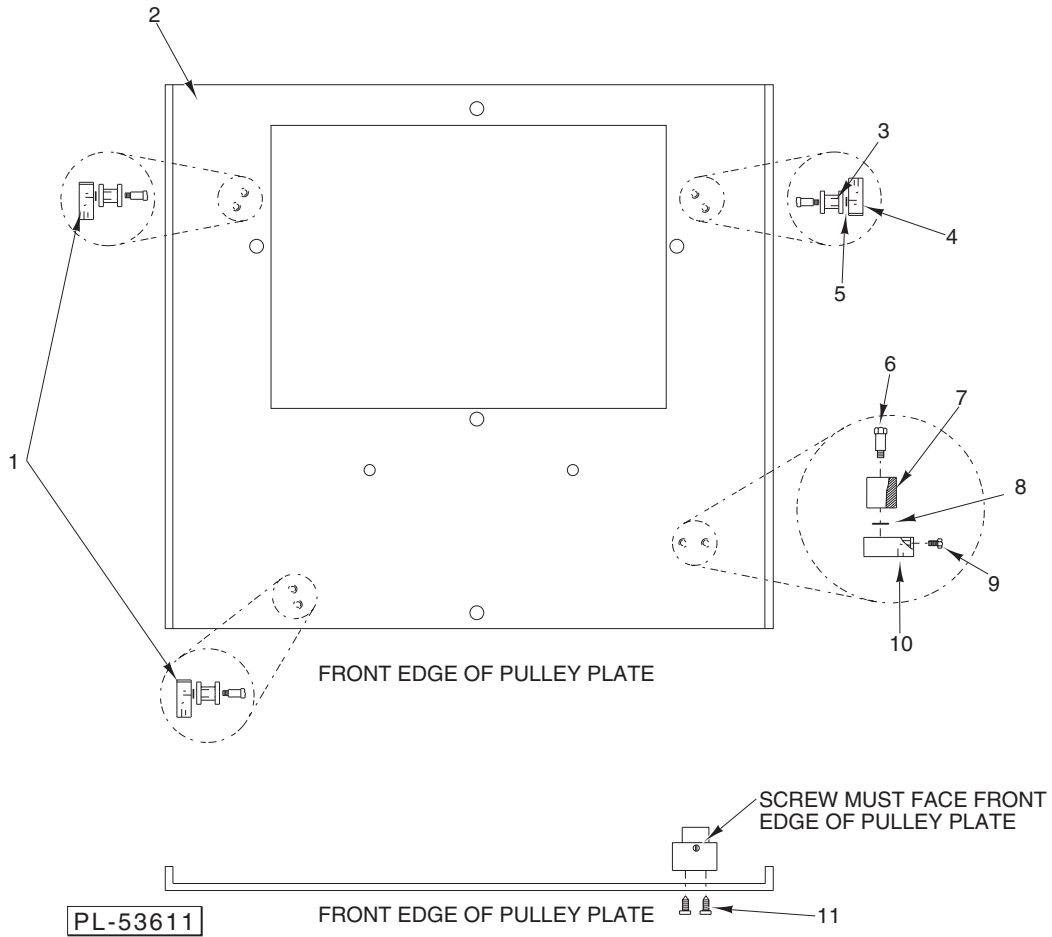 2
3
4
5
6
7
8
1
9
10
FRONT EDGE OF PULLEY PLATE
SCREW MUST FACE FRONT
EDGE OF PULLEY PLATE
FRONT EDGE OF PULLEY PLATE
11
PL-53611